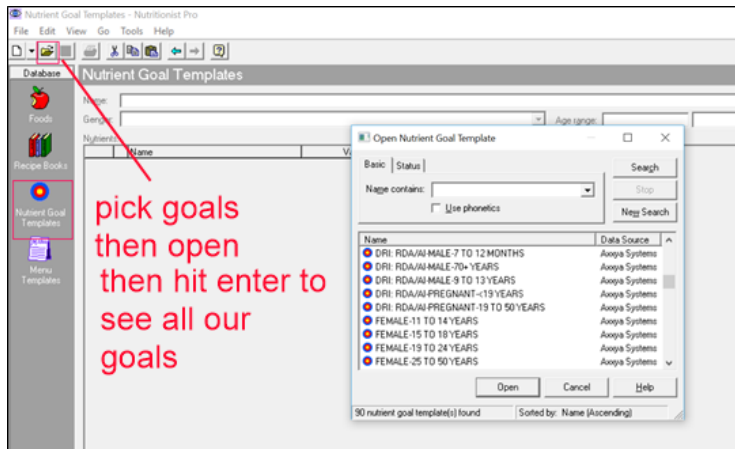 Nutrient Goal Templates - Nutritionist Pro
File Edit View Go Tools Help
Database
Nutrient Goal Templates
Foods
Recipe Books
Nutrient Goal
Templates
Menu
Templates
Name:
Gender:
Age range:
Nutrients
Name
Va
pick goals
then open
then hit enter to
see all our
goals
Open Nutrient Goal Template
Basic Status
Name contains:
Use phonetics
Search
Stop
New Search
Name Data Source
DRI: RDA/AI-MALE-7 TO 12 MONTHS Axxya Systems
DRI: RDA/AI-MALE-70+ YEARS Axxya Systems
DRI: RDA/AI-MALE-9 TO 13 YEARS Axxya Systems
DRI: RDA/AI-PREGNANT-<19 YEARS Axxya Systems
DRI: RDA/AI-PREGNANT-19 TO 50 YEARS Axxya Systems
FEMALE-11 TO 14 YEARS Axxya Systems
FEMALE-15 TO 18 YEARS Axxya Systems
FEMALE-19 TO 24 YEARS Axxya Systems
FEMALE-25 TO 50 YEARS Axxya Systems
Open Cancel Help
90 nutrient goal template(s) found Sorted by: Name (Ascending)